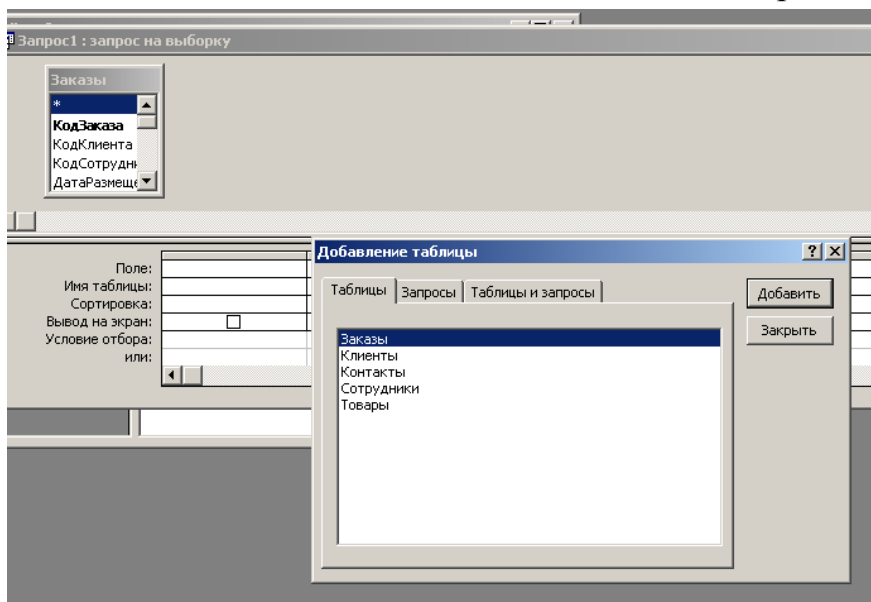 Запрос1 : запрос на выборку
Заказы
*
КодЗаказа
КодКлиента
КодСотрудн
ДатаРазмеще
Поле:
Имя таблицы:
Сортировка:
Вывод на экран:
Условие отбора:
или:
Добавление таблицы
Таблицы Запросы Таблицы и запросы
Добавить
Закрыть
Заказы
Клиенты
Контакты
Сотрудники
Товары